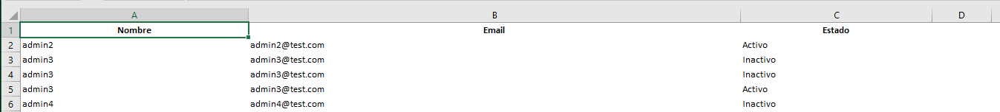 A B C D
1 Nombre Email Estado
2 admin2 admin2@test.com Activo
3 admin3 admin3@test.com Inactivo
4 admin3 admin3@test.com Inactivo
5 admin3 admin3@test.com Activo
6 admin4 admin4@test.com Inactivo